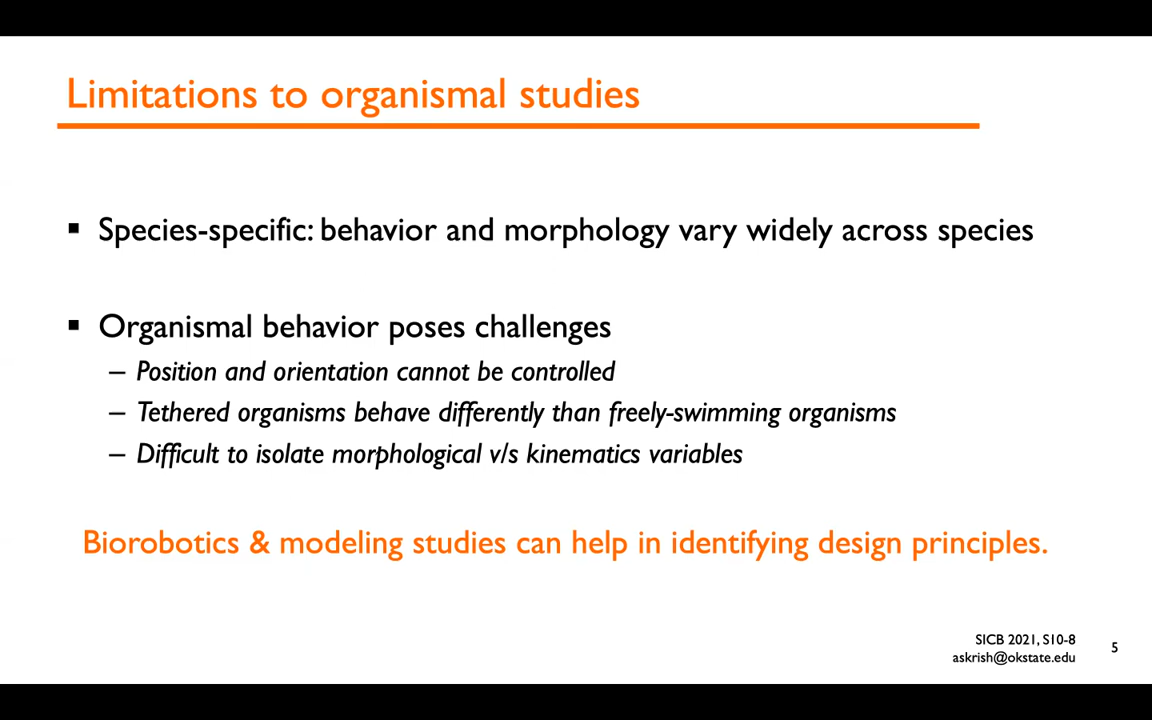 Limitations to organismal studies
▪ Species-specific: behavior and morphology vary widely across species
▪ Organismal behavior poses challenges
– Position and orientation cannot be controlled
– Tethered organisms behave differently than freely-swimming organisms
– Difficult to isolate morphological v/s kinematics variables
Biorobotics & modeling studies can help in identifying design principles.
SICB 2021, S10-8
askrish@okstate.edu
5